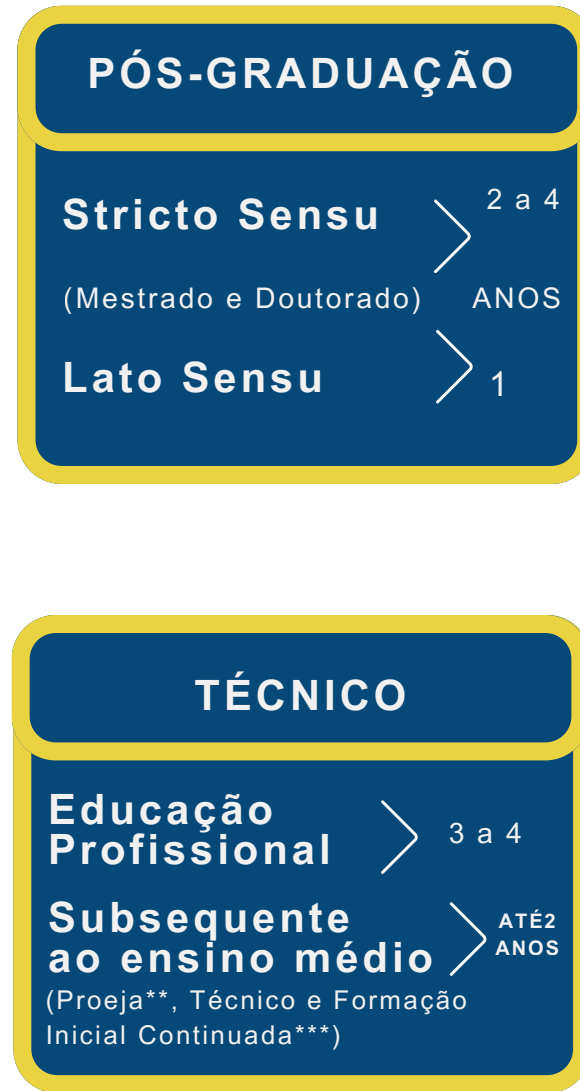 PÓS-GRADUAÇÃO
Stricto Sensu 2 a 4
(Mestrado e Doutorado) ANOS
Lato Sensu 1
TÉCNICO
Educação
Profissional 3 a 4
Subsequente ATÉ2
ao ensino médio ANOS
(Proeja**, Técnico e Formação
Inicial Continuada***)